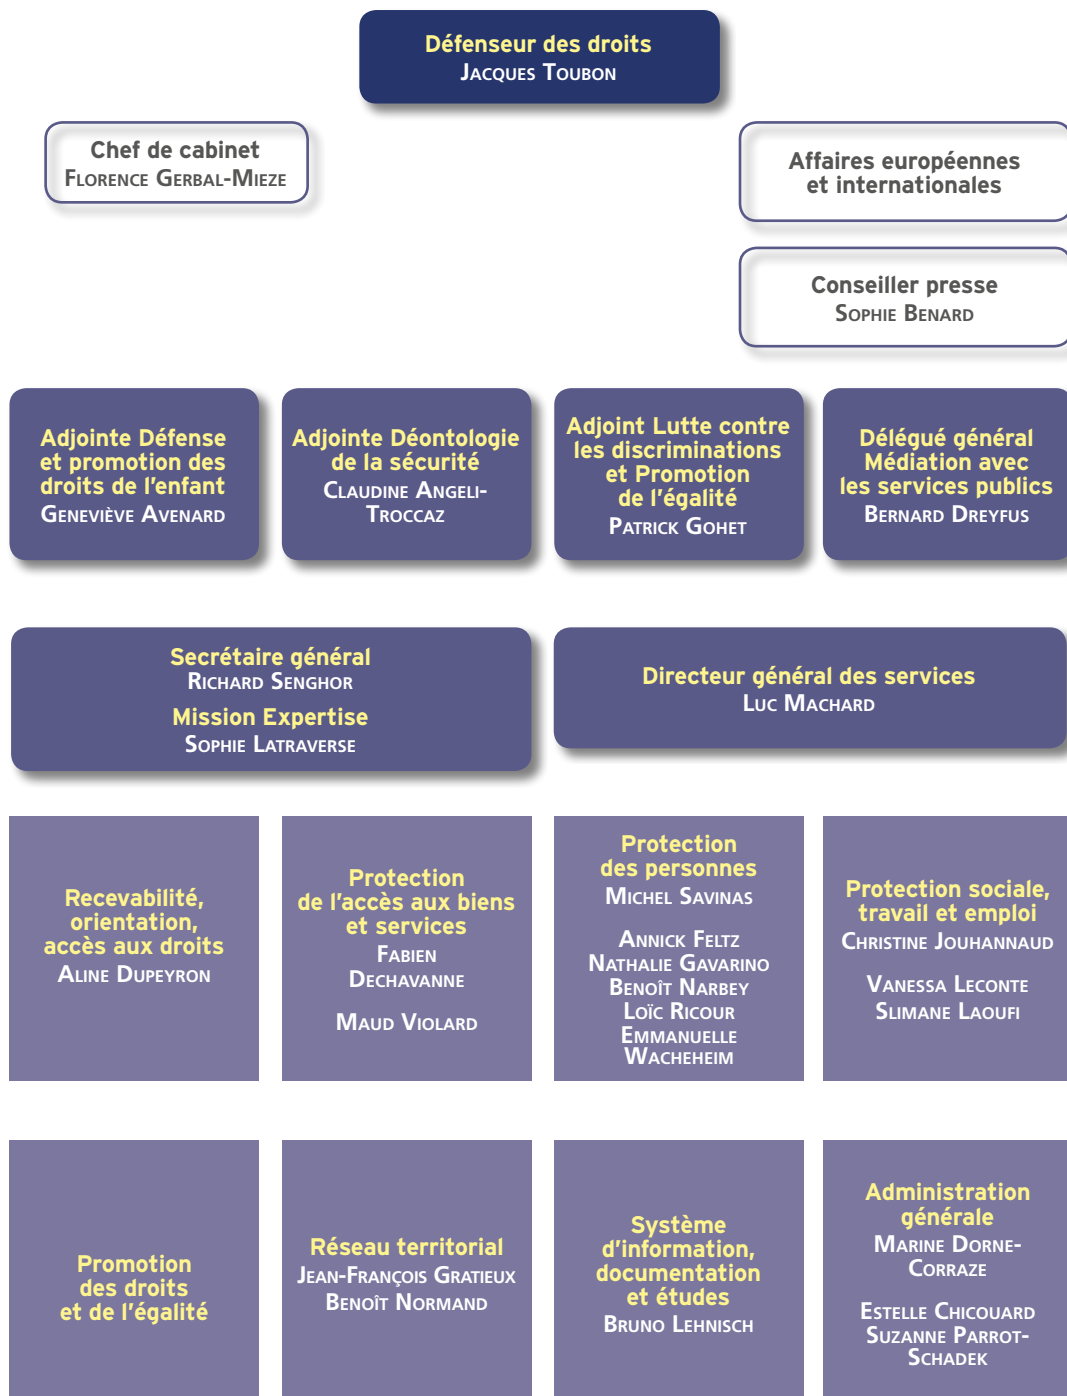 Défenseur des droits
Jacques Toubon
Chef de cabinet
Florence Gerbal-Mieze
Affaires européennes
et internationales
Conseiller presse
Sophie Benard
Adjointe Défense
et promotion des
droits de l'enfant
Geneviève Avenard
Adjointe Déontologie
de la sécurité
Claudine Angeli-
Troccaz
Adjoint Lutte contre
les discriminations
et Promotion
de l'égalité
Patrick Gohet
Délégué général
Médiation avec
les services publics
Bernard Dreyfus
Secrétaire général
Richard Senghor
Mission Expertise
Sophie Latraverse
Directeur général des services
Luc Machard
Recevabilité,
orientation,
accès aux droits
Aline Dupeyron
Protection
de l'accès aux biens
et services
Fabien
Dechavanne
Maud Violard
Protection
des personnes
Michel Savinas
Annick Feltz
Nathalie Gavarino
Benoît Narbey
Loïc Ricour
Emmanuelle
Wacheheim
Protection sociale,
travail et emploi
Christine Jouhannaud
Vanessa Leconte
Slimane Laoufi
Promotion
des droits
et de l'égalité
Réseau territorial
Jean-François Gratieux
Benoît Normand
Système
d'information,
documentation
et études
Bruno Lehnisch
Administration
générale
Marine Dorne-
Corraze
Estelle Chicouard
Suzanne Parrot-
Schadek